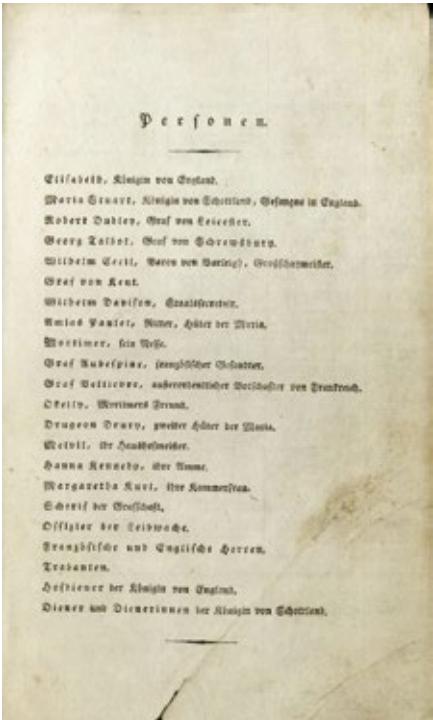 Personen.
Elisabeth, Königin von England.
Maria Stuart, Königin von Schottland, Gefangne in England.
Robert Dudley, Graf von Leicester.
Georg Talbot, Graf von Schrewsbury.
Wilhelm Cecil, Baron von Burleigh, Großschatzmeister.
Graf von Kent.
Wilhelm Davison, Staatssecretair.
Amias Paulet, Ritter, Hüter der Maria.
Mortimer, sein Neffe.
Graf Aubespine, französischer Gesandter.
Graf Bellievre, außerordentlicher Botschafter von Frankreich.
Okelly, Mortimers Freund.
Drugeon Drury, zweiter Hüter der Maria.
Melvil, ihr Haushofmeister.
Hanna Kennedy, ihre Amme.
Margaretha Kurl, ihre Kammerfrau.
Scherif der Grafschaft.
Offizier der Leibwache.
Französische und Englische Herren.
Trabanten.
Hofdiener der Königin von England.
Diener und Dienerinnen der Königin von Schottland.